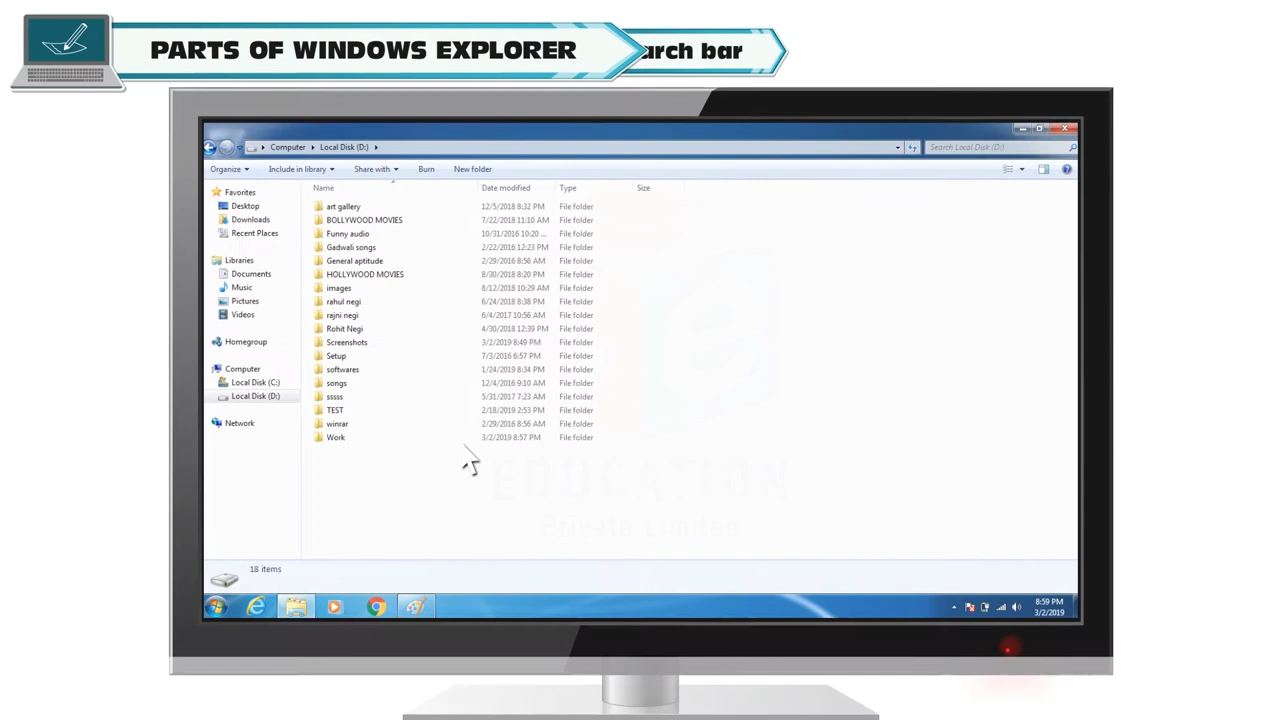 PARTS OF WINDOWS EXPLORER
arch bar
Computer Local Disk (D:) Search Local Disk (D:)
Organize Include in library Share with Burn New folder
Name Date modified Type Size
Favorites
Desktop
Downloads
Recent Places
Libraries
Documents
Music
Pictures
Videos
Homegroup
Computer
Local Disk (C:)
Local Disk (D:)
Network
art gallery 12/5/2018 8:32 PM File folder
BOLLYWOOD MOVIES 7/22/2018 11:10 AM File folder
Funny audio 10/31/2016 10:20 ... File folder
Gadwali songs 2/22/2016 12:23 PM File folder
General aptitude 2/29/2016 8:56 AM File folder
HOLLYWOOD MOVIES 8/30/2018 8:20 PM File folder
images 8/12/2018 10:29 AM File folder
rahul negi 6/24/2018 8:38 PM File folder
rajni negi 6/4/2017 10:56 AM File folder
Rohit Negi 4/30/2018 12:39 PM File folder
Screenshots 3/2/2019 8:49 PM File folder
Setup 7/3/2016 6:57 PM File folder
softwares 1/24/2019 8:34 PM File folder
songs 12/4/2016 9:10 AM File folder
sssss 5/31/2017 7:23 AM File folder
TEST 2/18/2019 2:53 PM File folder
winrar 2/29/2016 8:56 AM File folder
Work 3/2/2019 8:57 PM File folder
EDUCATION
Private Limited
18 items
8:59 PM
3/2/2019